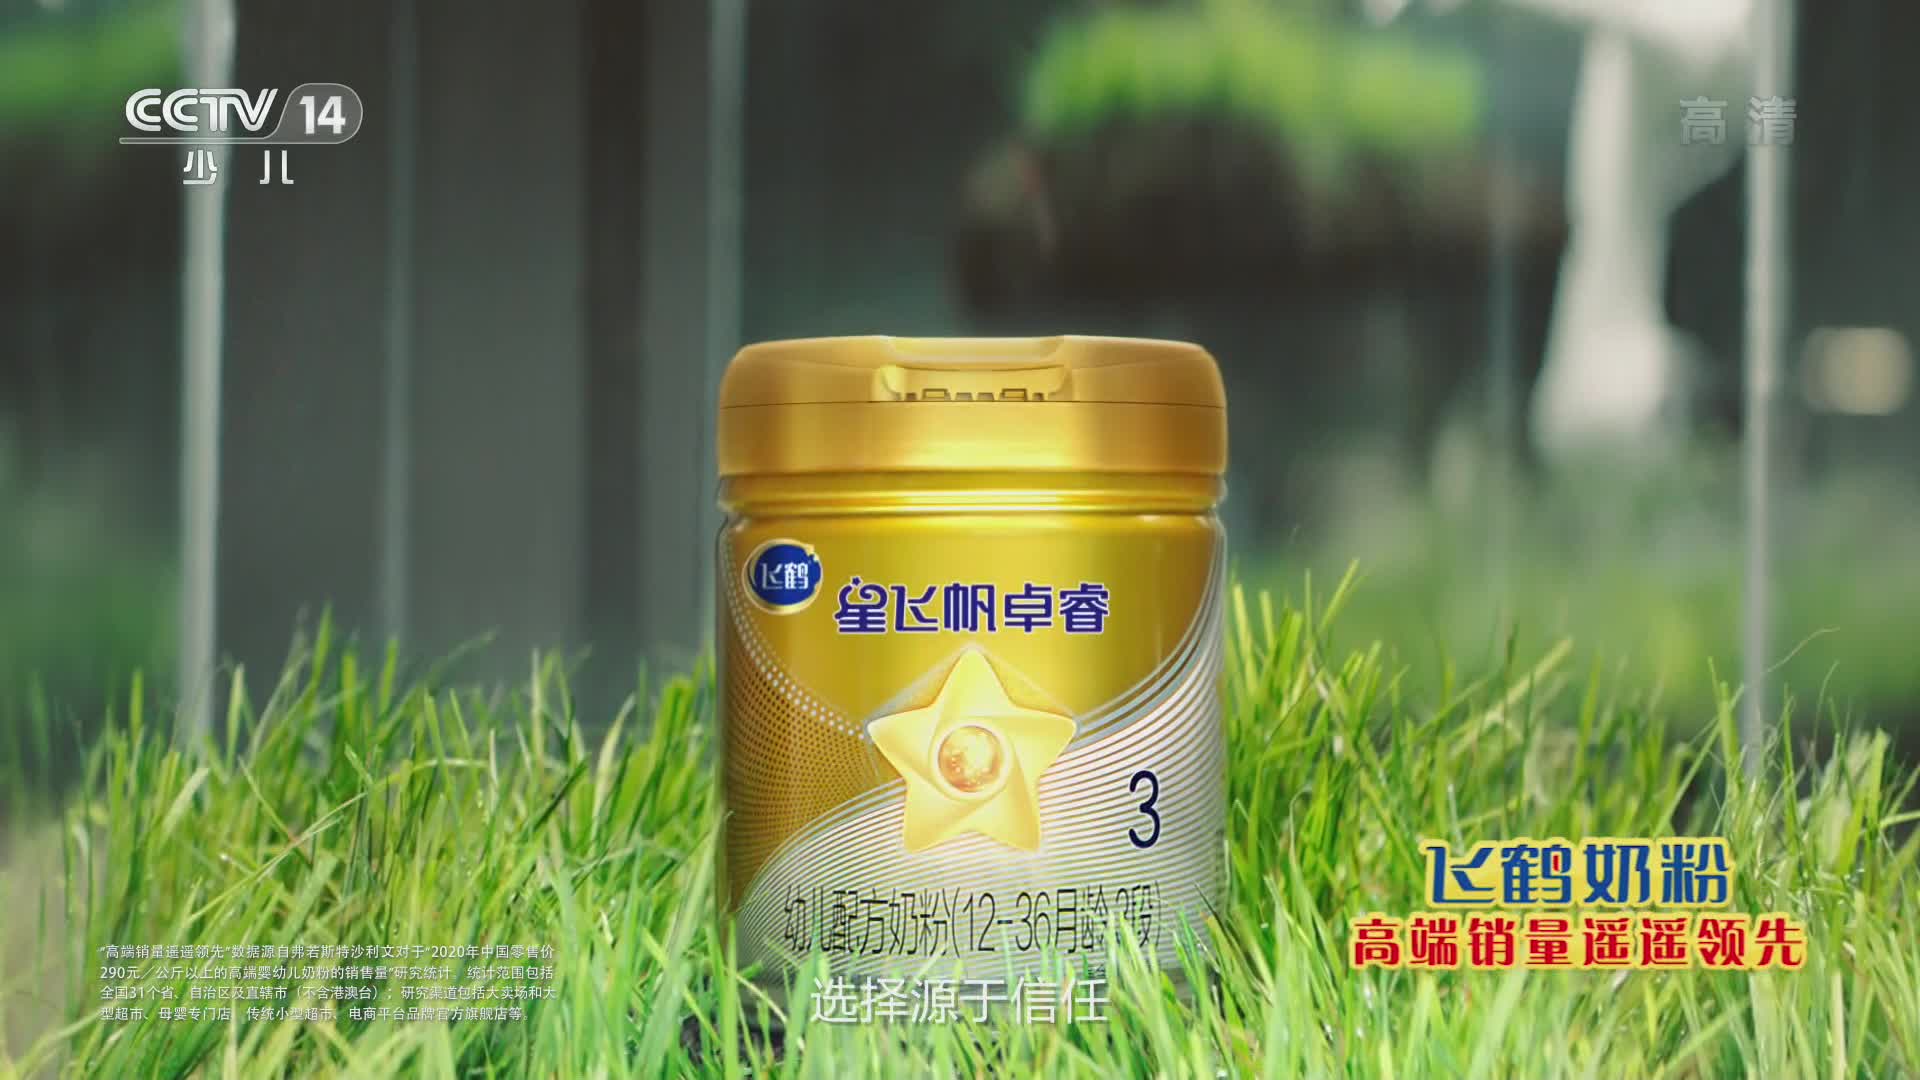 CCTV 14
少儿
高清
飞鹤
星飞帆卓睿
3
幼儿配方奶粉(12-36月龄,3段)
飞鹤奶粉
高端销量遥遥领先
"高端销量遥遥领先"数据源自弗若斯特沙利文对于"2020年中国零售价
290元／公斤以上的高端婴幼儿奶粉的销售量"研究统计。统计范围包括
全国31个省、自治区及直辖市（不含港澳台）；研究渠道包括大卖场和大
型超市、母婴专门店、传统小型超市、电商平台品牌官方旗舰店等。
选择源于信任